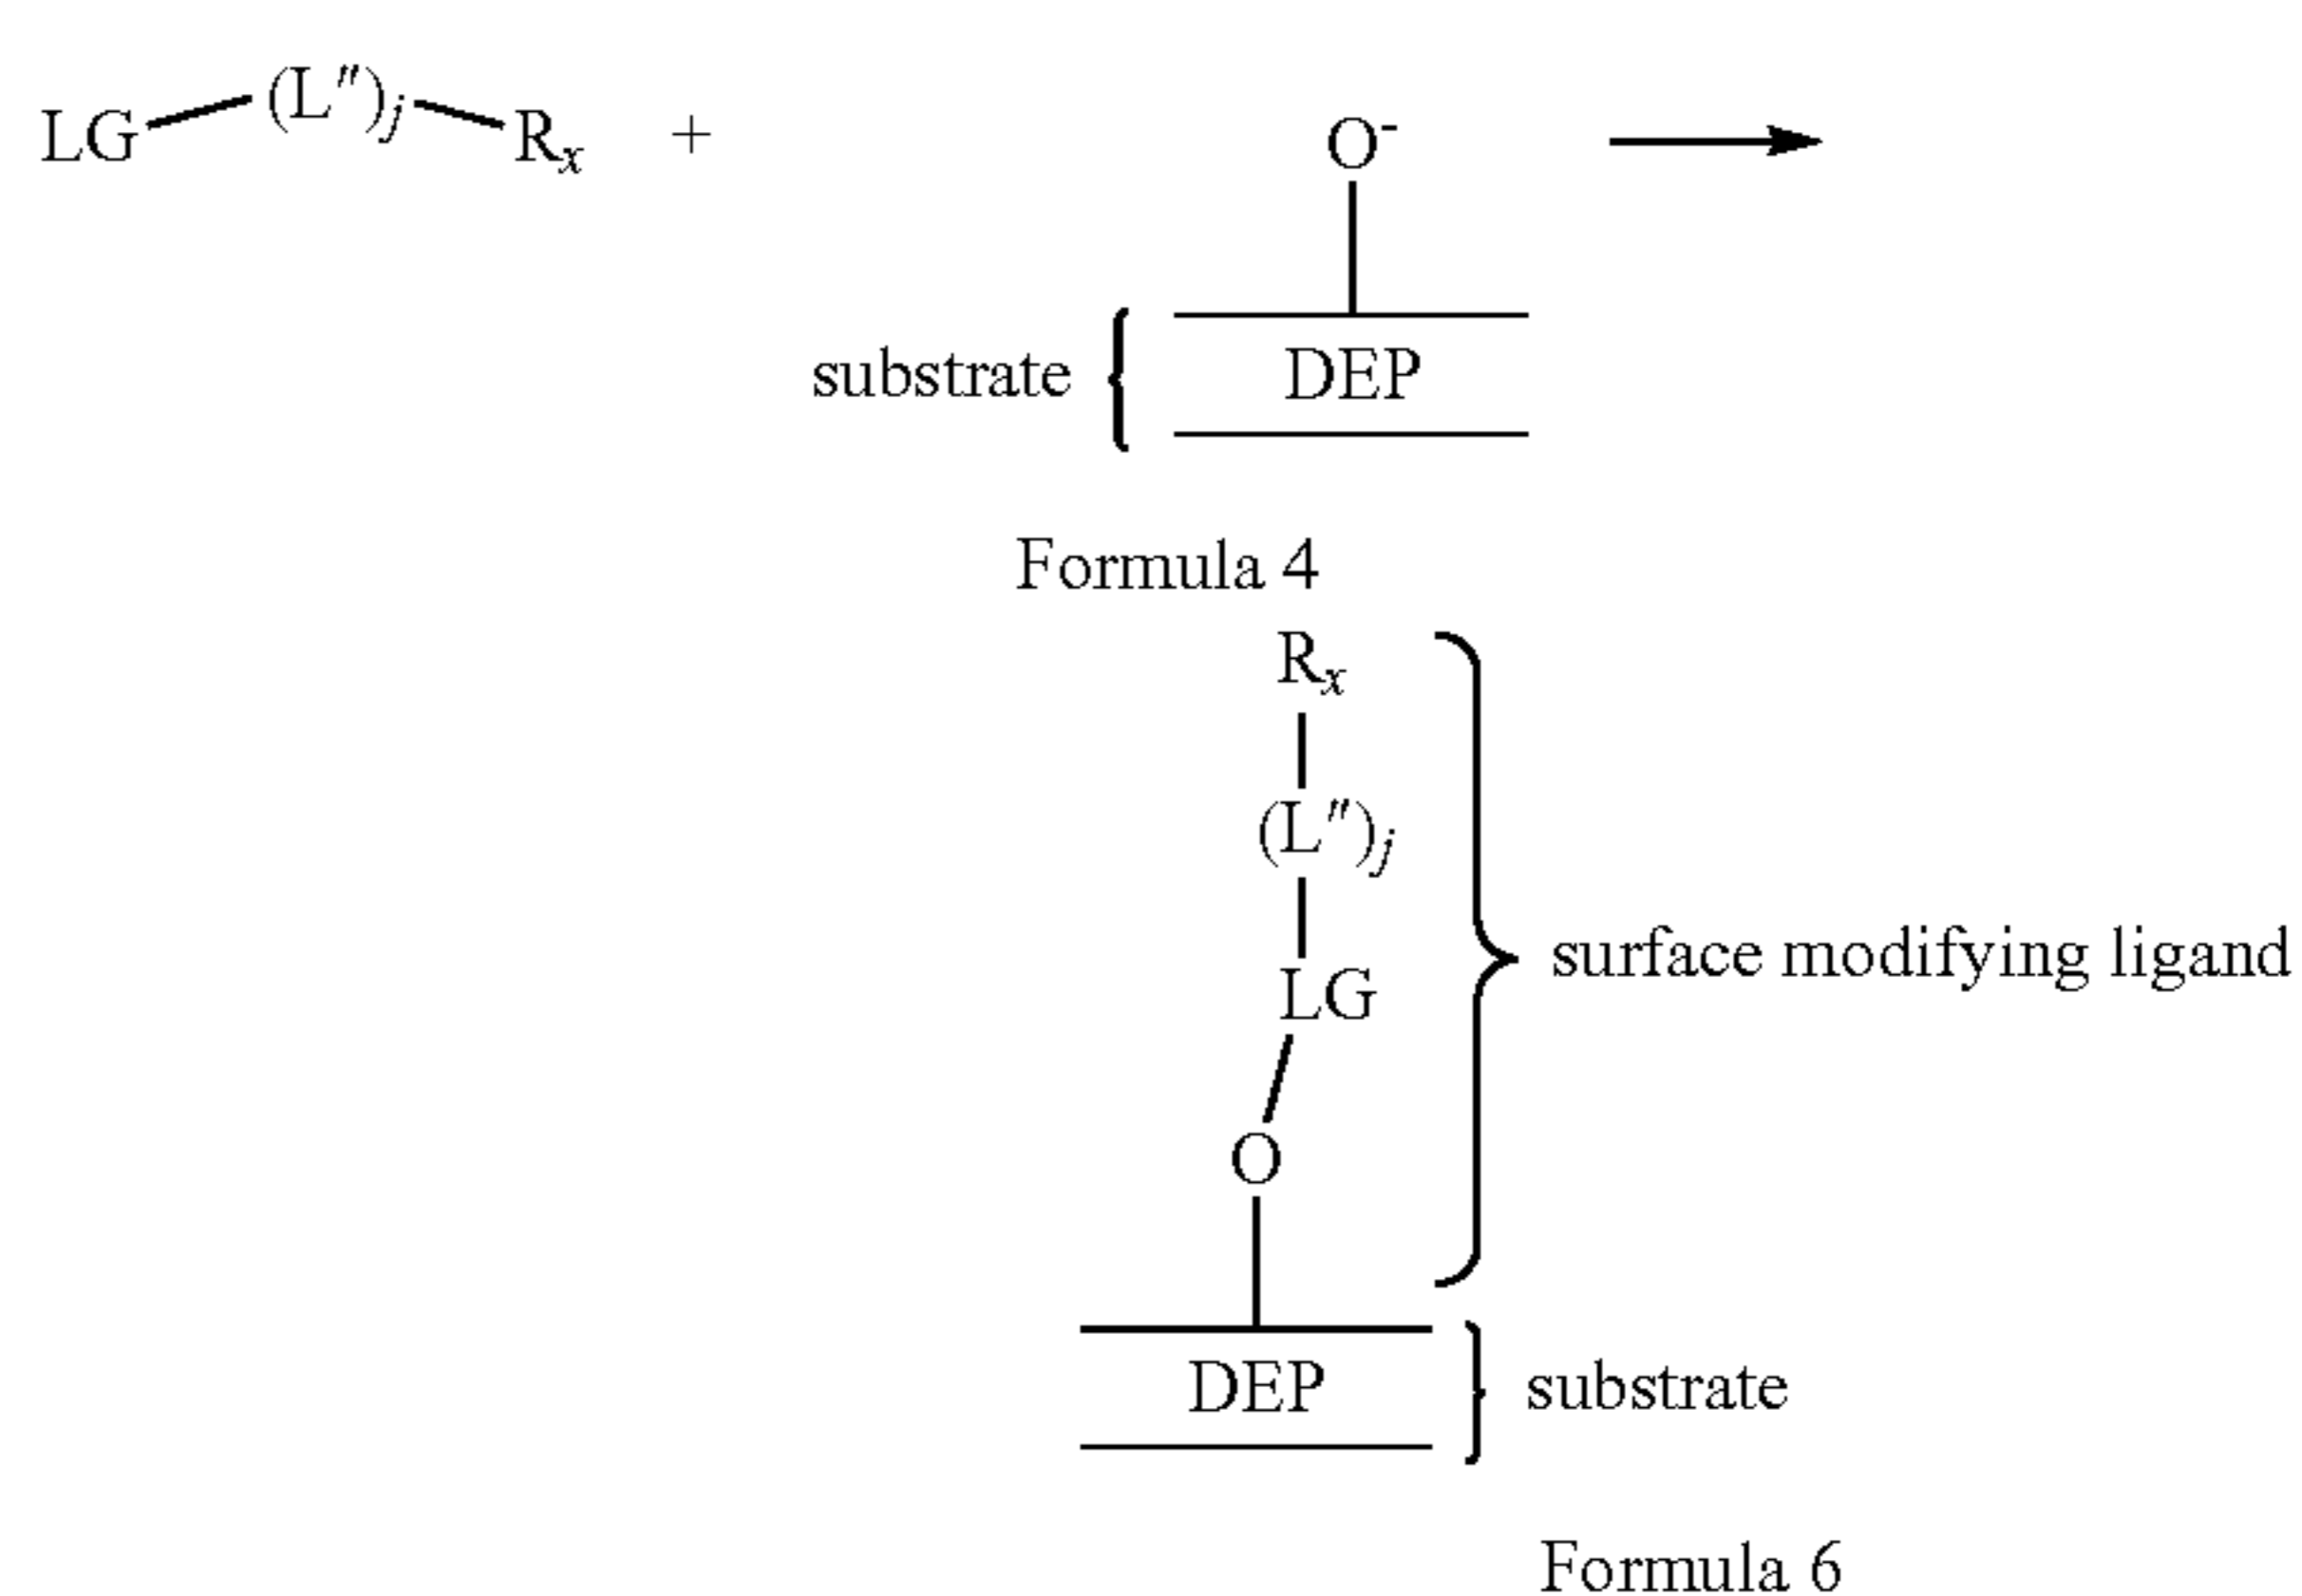 LG (L″)j Rx + O-
substrate { DEP
Formula 4
Rx
(L″)j
LG
surface modifying ligand
O
DEP } substrate
Formula 6